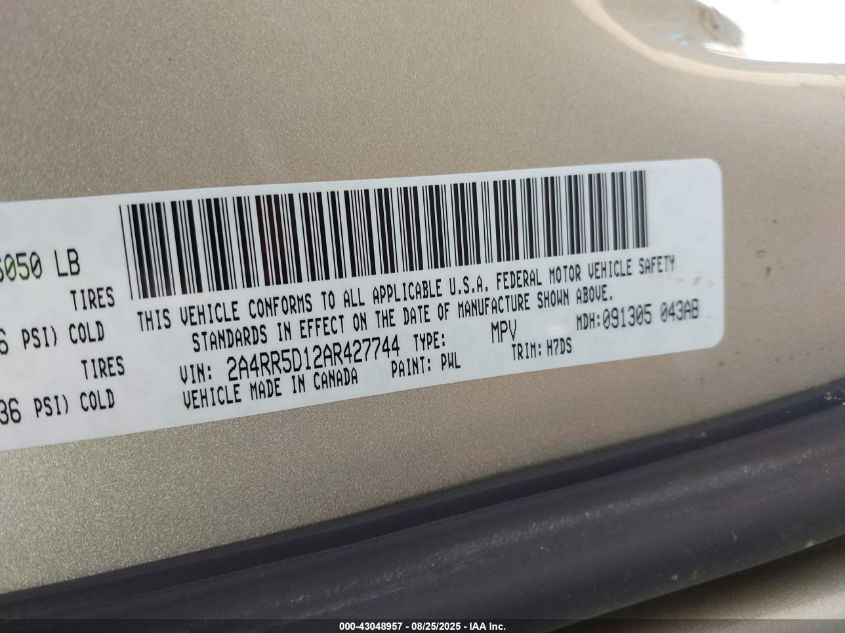 6050 LB
TIRES
6 PSI) COLD
TIRES
36 PSI) COLD
THIS VEHICLE CONFORMS TO ALL APPLICABLE U.S.A. FEDERAL MOTOR VEHICLE SAFETY
STANDARDS IN EFFECT ON THE DATE OF MANUFACTURE SHOWN ABOVE.
VIN: 2A4RR5D12AR427744 TYPE: MPV MDH:091305 043AB
VEHICLE MADE IN CANADA PAINT: PWL TRIM: H7DS
000-43048957 - 08/25/2025 - IAA Inc.